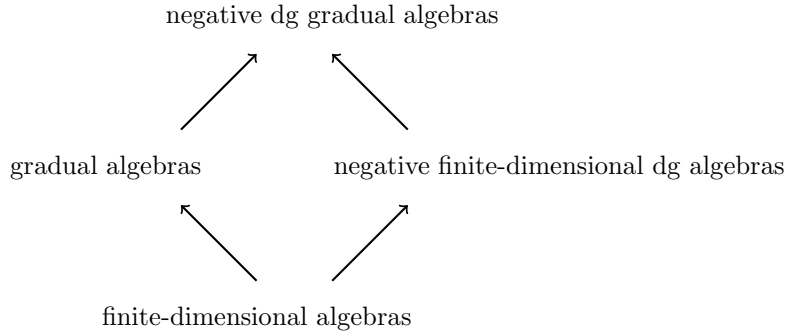 negative dg gradual algebras
gradual algebras
negative finite-dimensional dg algebras
finite-dimensional algebras